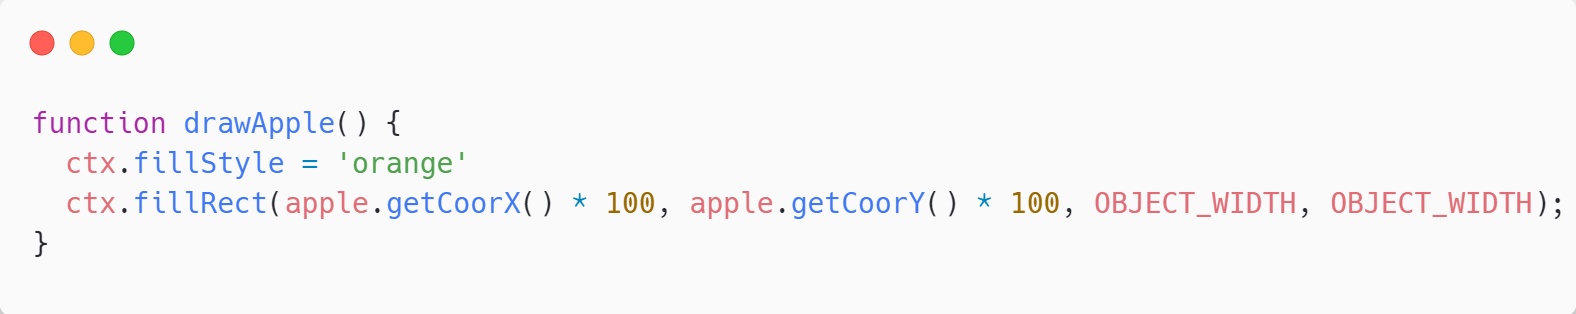 function drawApple() {
  ctx.fillStyle = 'orange'
  ctx.fillRect(apple.getCoorX() * 100, apple.getCoorY() * 100, OBJECT_WIDTH, OBJECT_WIDTH);
}